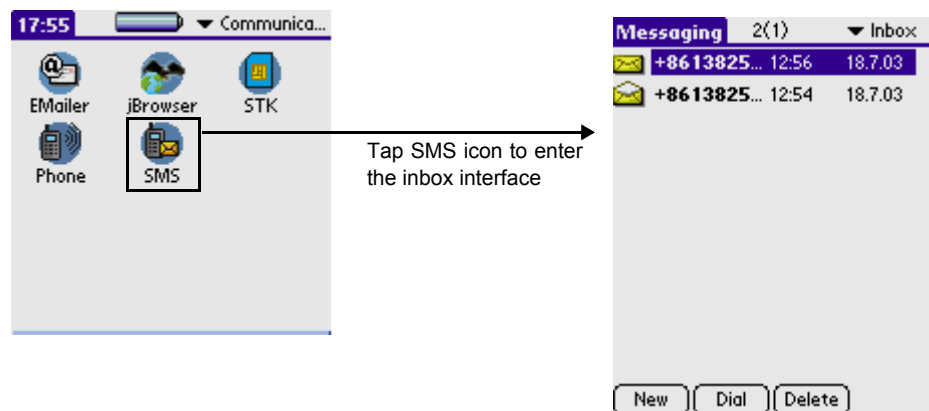 17:55 Communica...
EMailer jBrowser STK
Phone SMS
Tap SMS icon to enter
the inbox interface
Messaging 2(1) Inbox
+8613825... 12:56 18.7.03
+8613825... 12:54 18.7.03
New Dial Delete